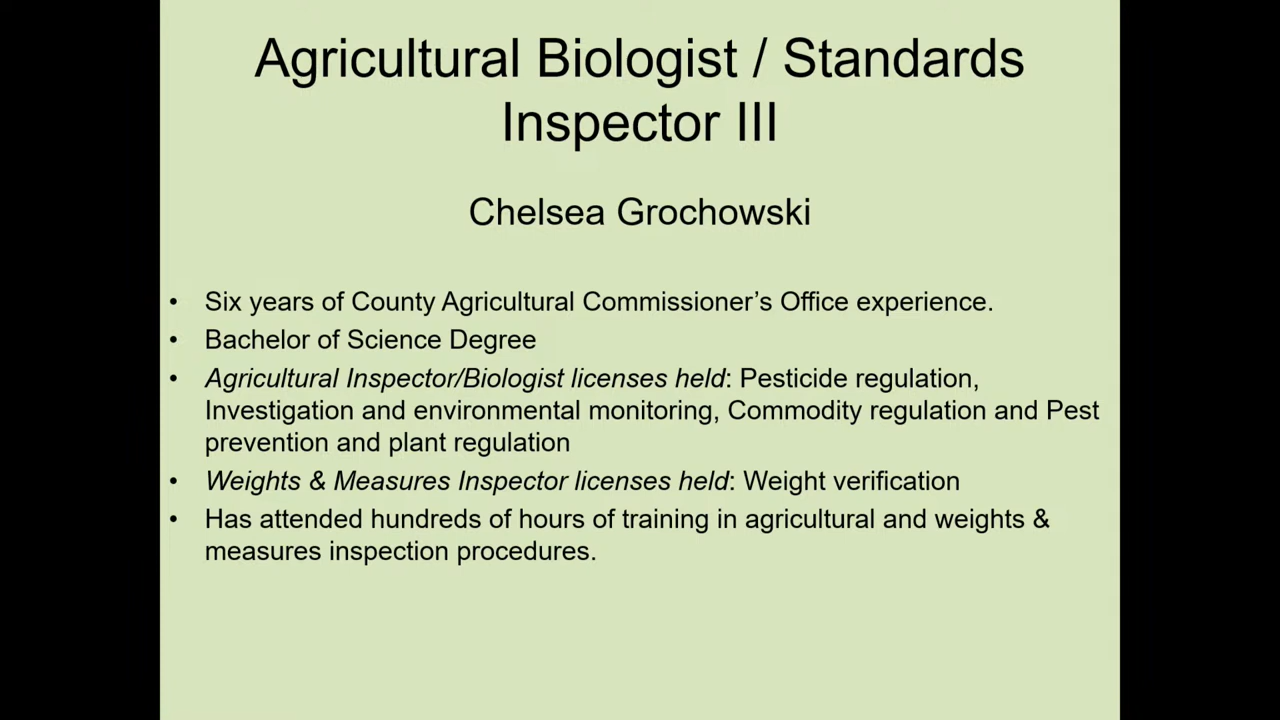 Agricultural Biologist / Standards
Inspector III
Chelsea Grochowski
• Six years of County Agricultural Commissioner’s Office experience.
• Bachelor of Science Degree
• Agricultural Inspector/Biologist licenses held: Pesticide regulation,
Investigation and environmental monitoring, Commodity regulation and Pest
prevention and plant regulation
• Weights & Measures Inspector licenses held: Weight verification
• Has attended hundreds of hours of training in agricultural and weights &
measures inspection procedures.